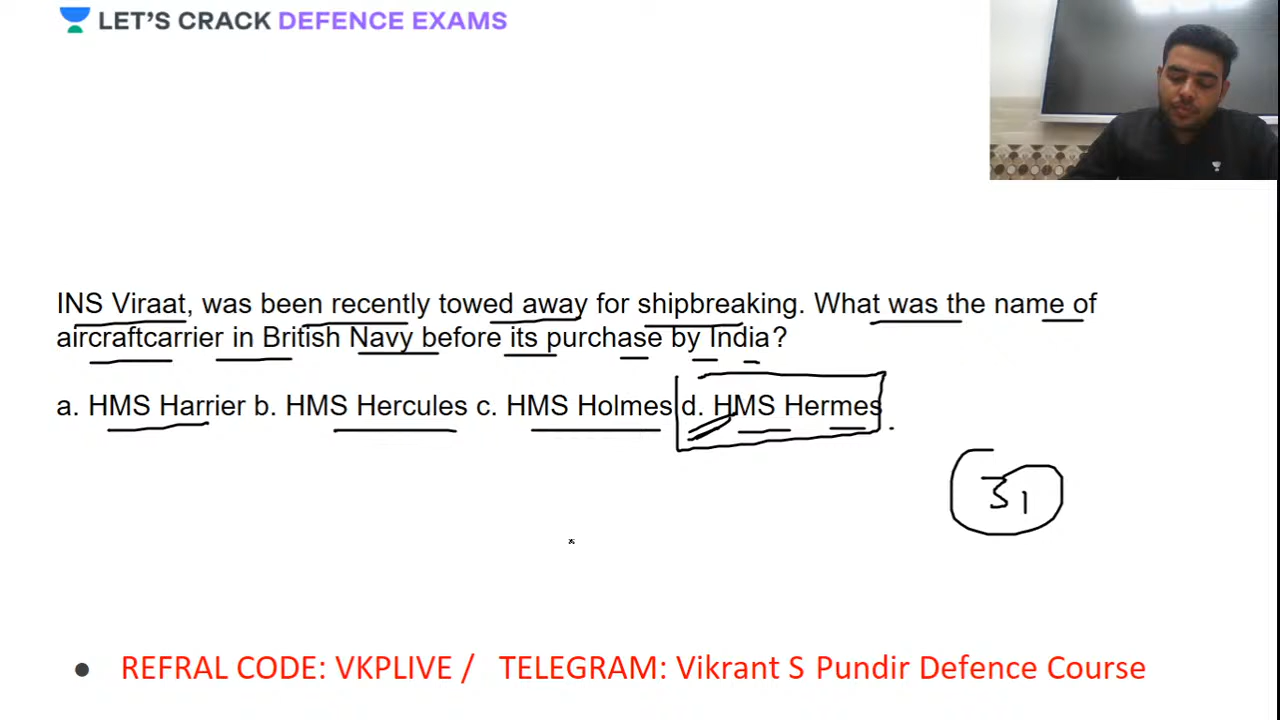 LET'S CRACK DEFENCE EXAMS
INS Viraat, was been recently towed away for shipbreaking. What was the name of
aircraftcarrier in British Navy before its purchase by India?
a. HMS Harrier b. HMS Hercules c. HMS Holmes d. HMS Hermes
31
● REFRAL CODE: VKPLIVE / TELEGRAM: Vikrant S Pundir Defence Course